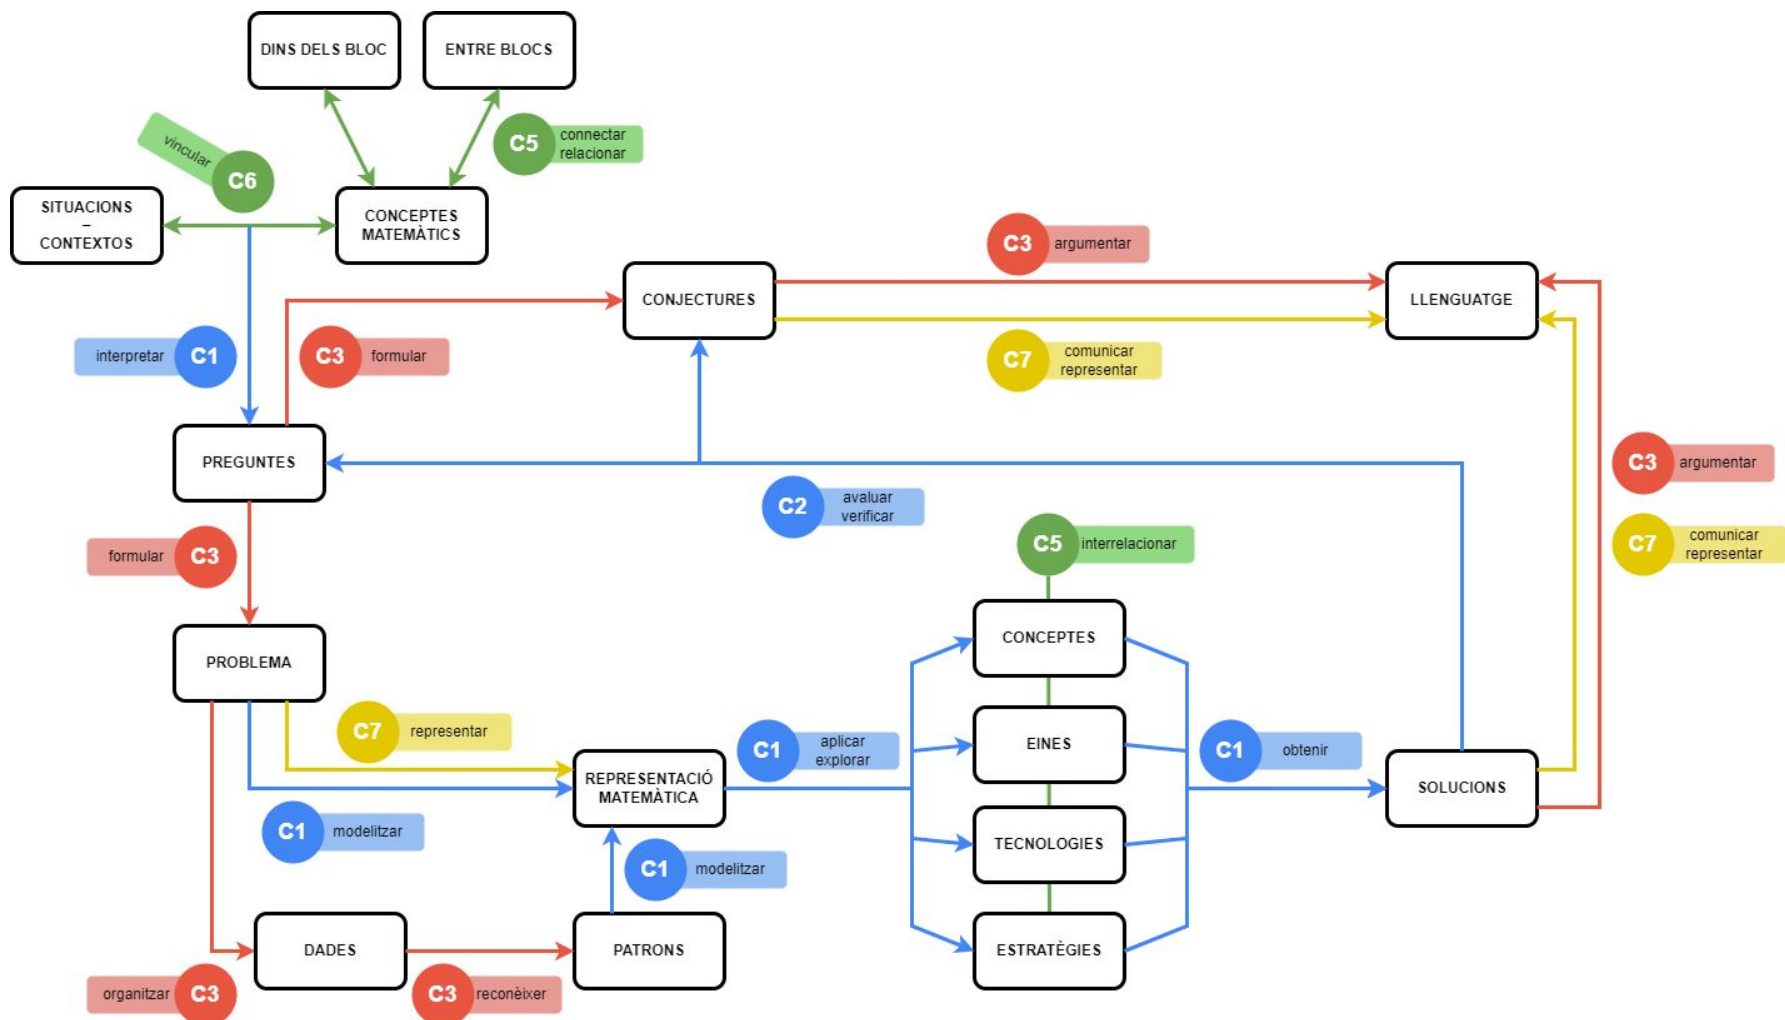 DINS DELS BLOC
ENTRE BLOCS
vincular
C6
C5
connectar
relacionar
SITUACIONS
–
CONTEXTOS
CONCEPTES
MATEMÀTICS
C3
argumentar
CONJECTURES
LLENGUATGE
interpretar
C1
C3
formular
C7
comunicar
representar
PREGUNTES
C3
argumentar
C2
avaluar
verificar
formular
C3
C5
interrelacionar
C7
comunicar
representar
PROBLEMA
CONCEPTES
C7
representar
C1
aplicar
explorar
EINES
C1
obtenir
REPRESENTACIÓ
MATEMÀTICA
SOLUCIONS
C1
modelitzar
TECNOLOGIES
C1
modelitzar
DADES
PATRONS
ESTRATÈGIES
organitzar
C3
C3
reconèixer